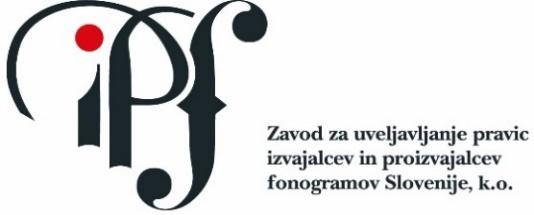 ipf
Zavod za uveljavljanje pravic
izvajalcev in proizvajalcev
fonogramov Slovenije, k.o.